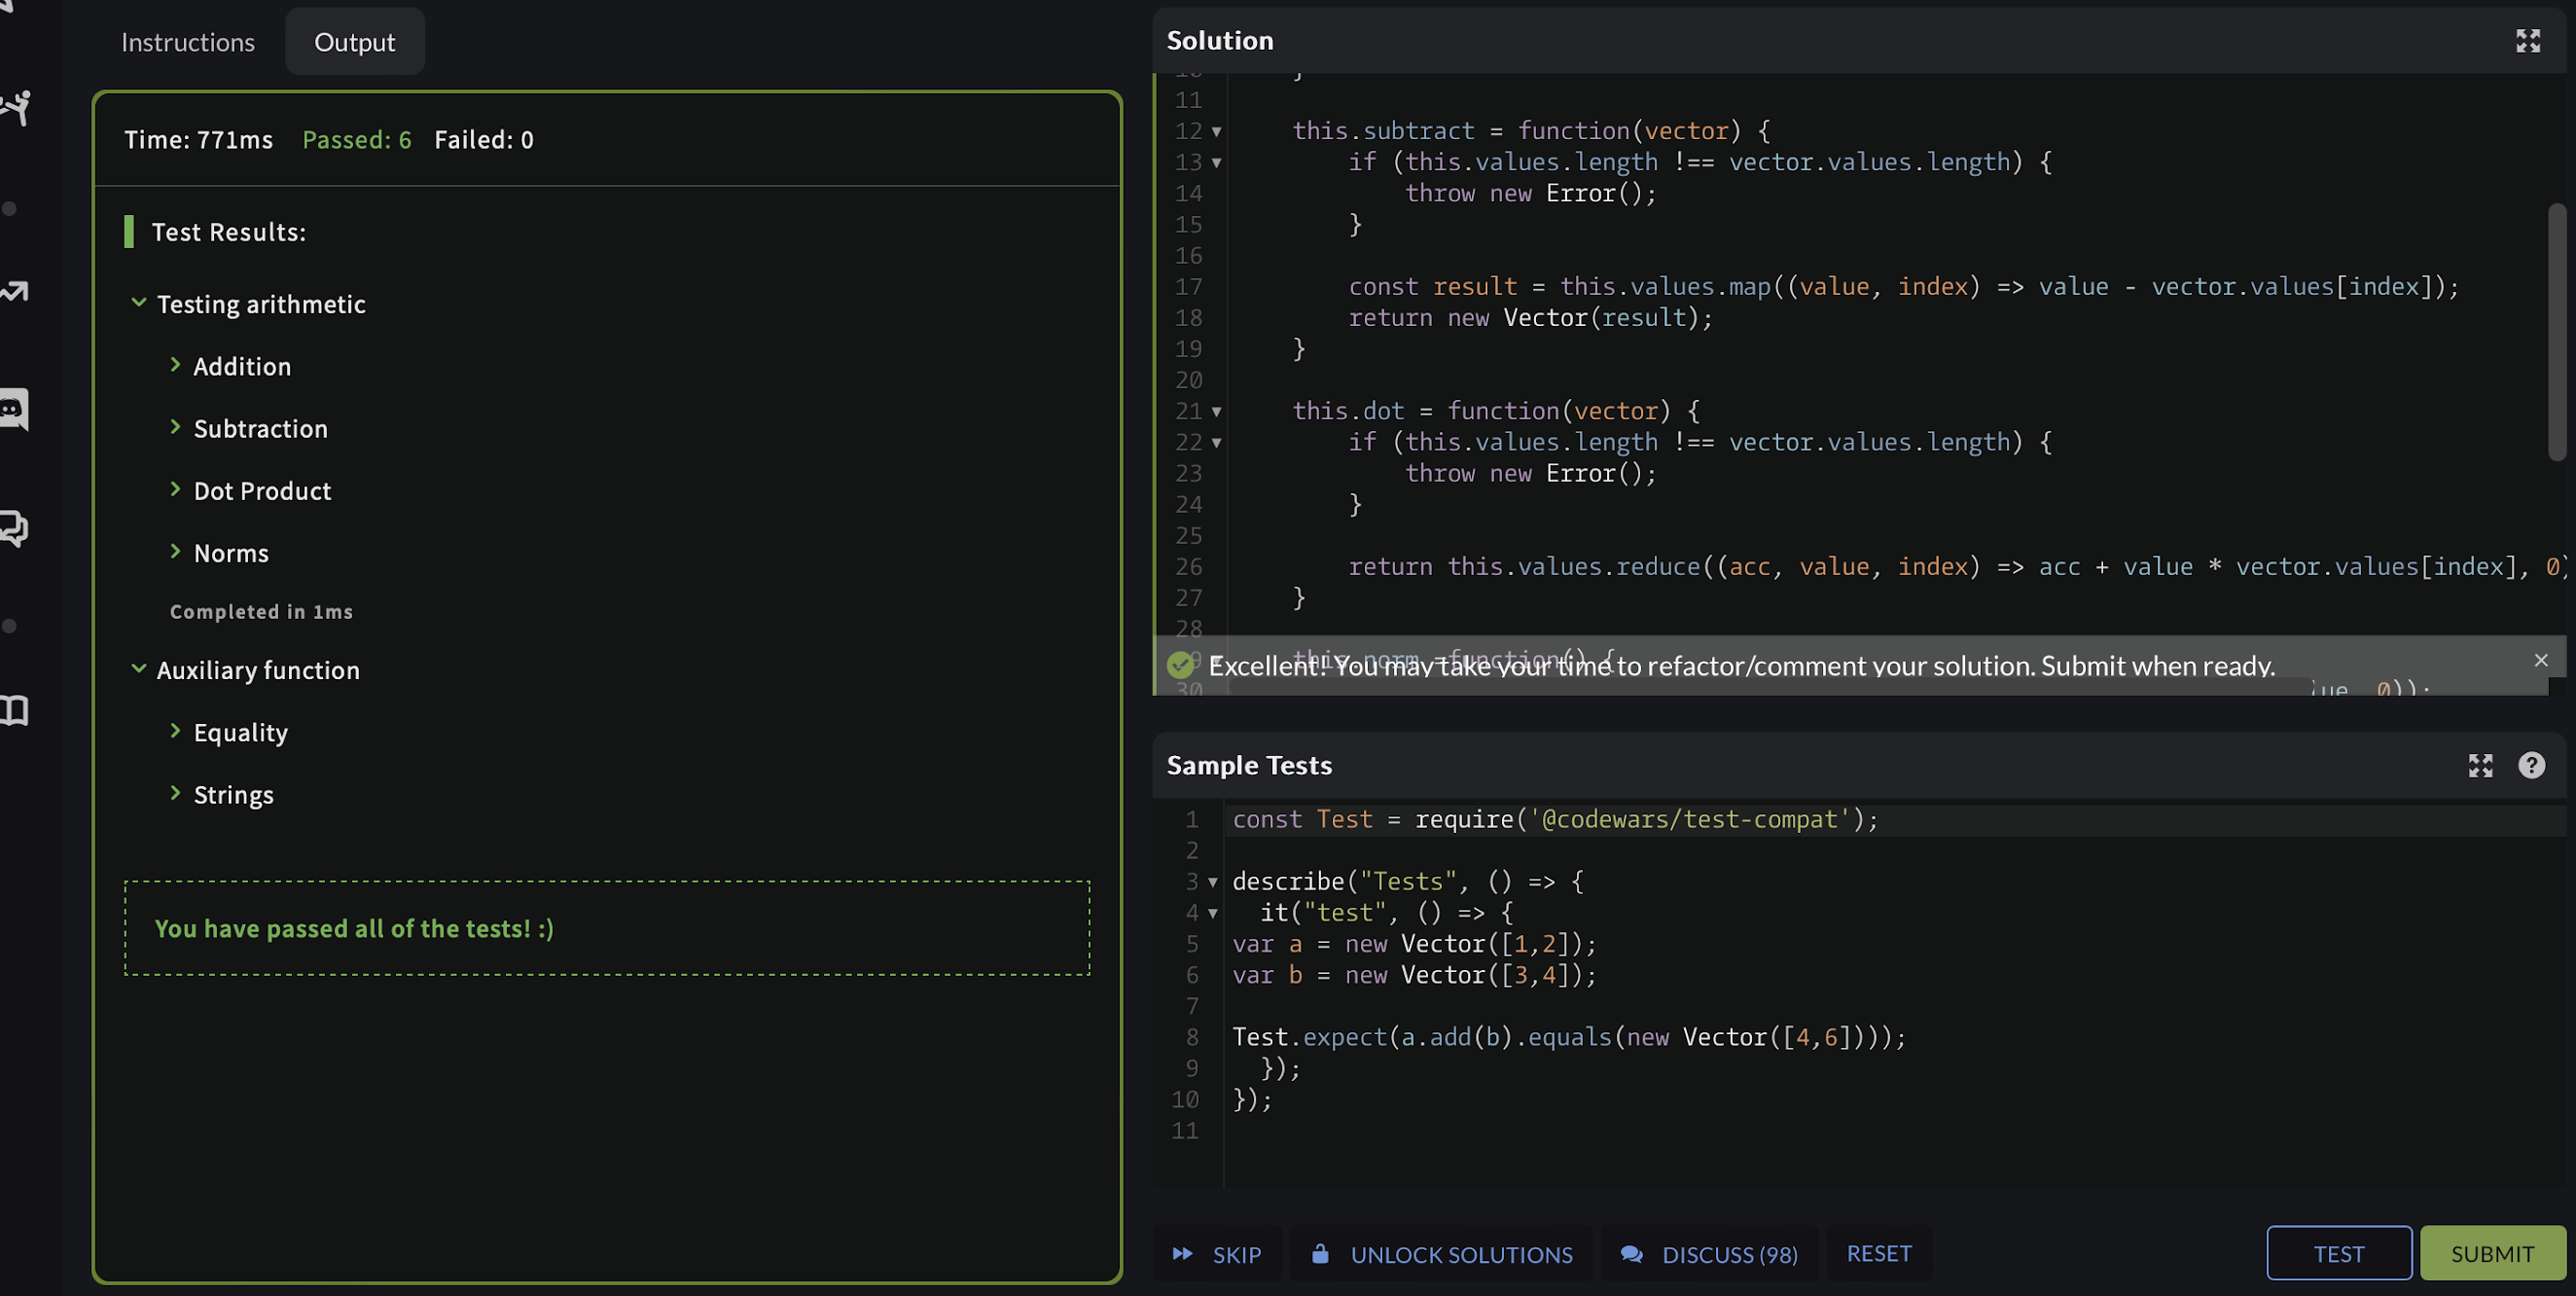 Instructions
Output
Time: 771ms Passed: 6 Failed: 0
Test Results:
Testing arithmetic
Addition
Subtraction
Dot Product
Norms
Completed in 1ms
Auxiliary function
Equality
Strings
You have passed all of the tests! :)
Solution
10 }
11
12 this.subtract = function(vector) {
13 if (this.values.length !== vector.values.length) {
14 throw new Error();
15 }
16
17 const result = this.values.map((value, index) => value - vector.values[index]);
18 return new Vector(result);
19 }
20
21 this.dot = function(vector) {
22 if (this.values.length !== vector.values.length) {
23 throw new Error();
24 }
25
26 return this.values.reduce((acc, value, index) => acc + value * vector.values[index], 0)
27 }
28
this.norm =function() {
Excellent! You may take your time to refactor/comment your solution. Submit when ready.
30 0));
Sample Tests
1 const Test = require('@codewars/test-compat');
2
3 describe("Tests", () => {
4 it("test", () => {
5 var a = new Vector([1,2]);
6 var b = new Vector([3,4]);
7
8 Test.expect(a.add(b).equals(new Vector([4,6])));
9 });
10 });
11
SKIP
UNLOCK SOLUTIONS
DISCUSS (98)
RESET
TEST
SUBMIT